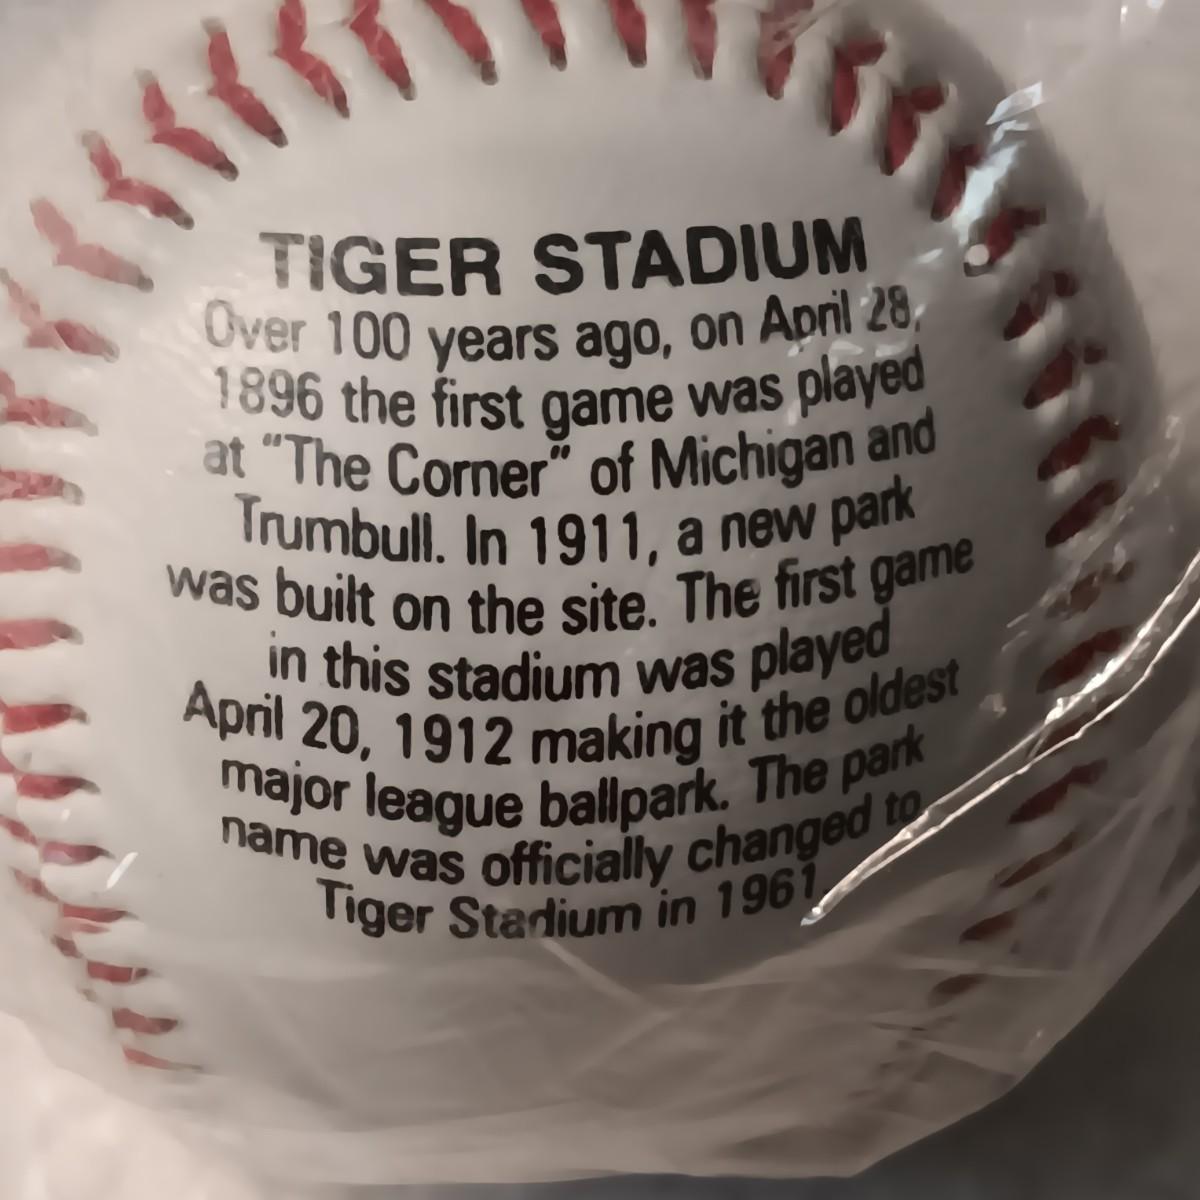 TIGER STADIUM
Over 100 years ago, on April 28,
1896 the first game was played
at "The Corner" of Michigan and
Trumbull. In 1911, a new park
was built on the site. The first game
in this stadium was played
April 20, 1912 making it the oldest
major league ballpark. The park
name was officially changed to
Tiger Stadium in 1961.